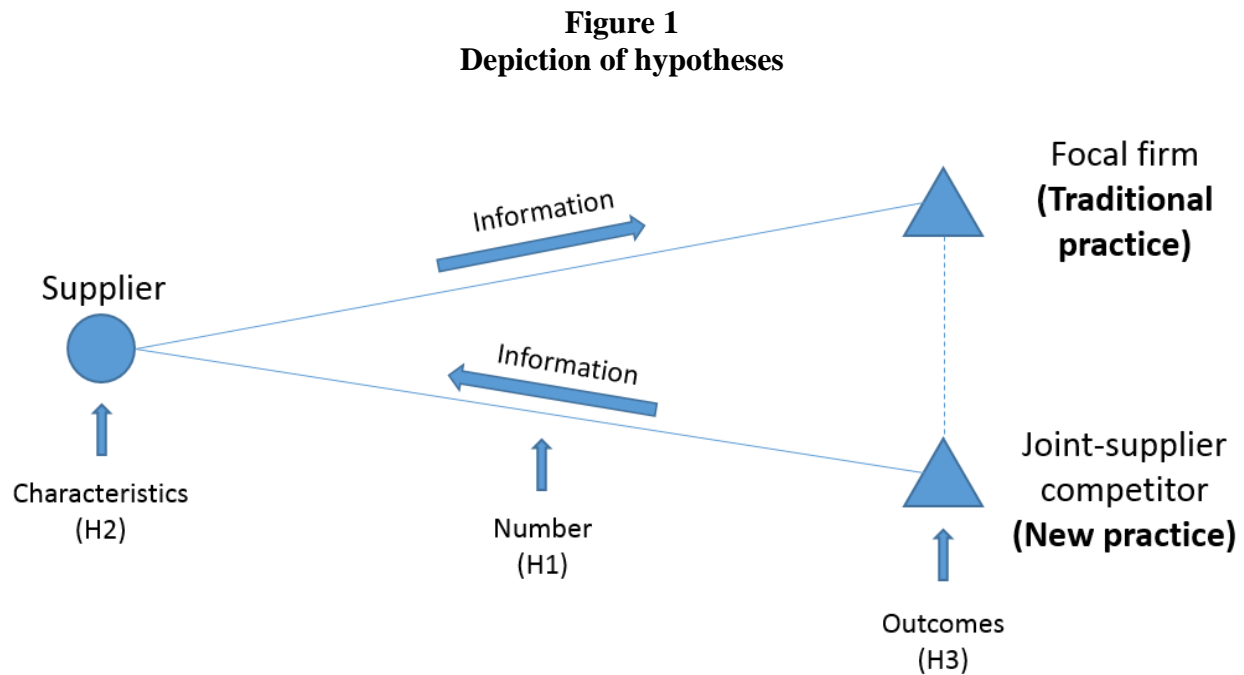 Figure 1
Depiction of hypotheses
Focal firm
(Traditional
practice)
Information
Supplier
Information
Joint-supplier
competitor
(New practice)
Characteristics
(H2)
Number
(H1)
Outcomes
(H3)